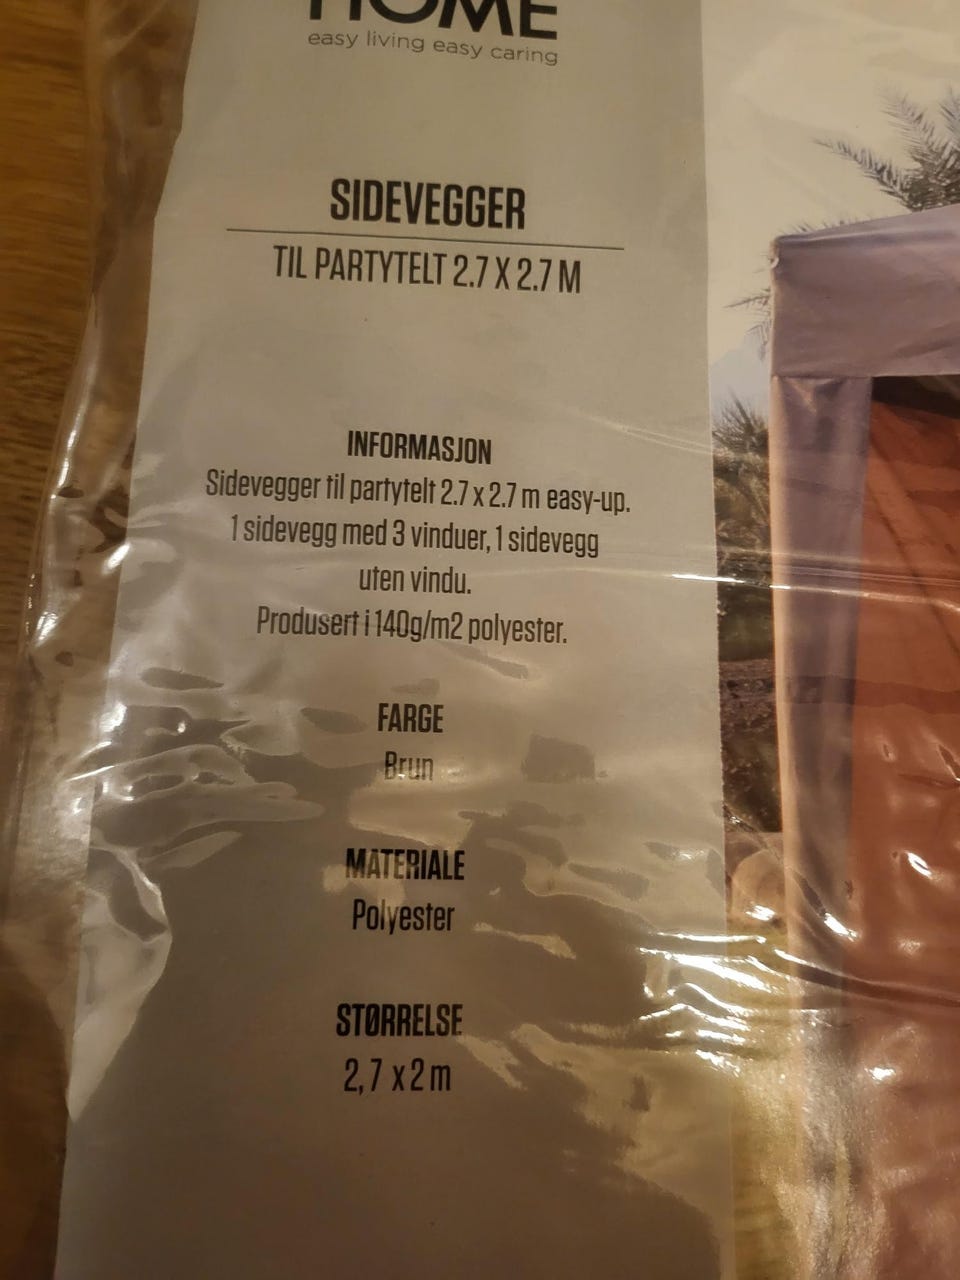 HOME
easy living easy caring
SIDEVEGGER
TIL PARTYTELT 2.7 X 2.7 M
INFORMASJON
Sidevegger til partytelt 2.7 x 2.7 m easy-up.
1 sidevegg med 3 vinduer, 1 sidevegg
uten vindu.
Produsert i 140g/m2 polyester.
FARGE
Brun
MATERIALE
Polyester
STØRRELSE
2,7 x 2 m